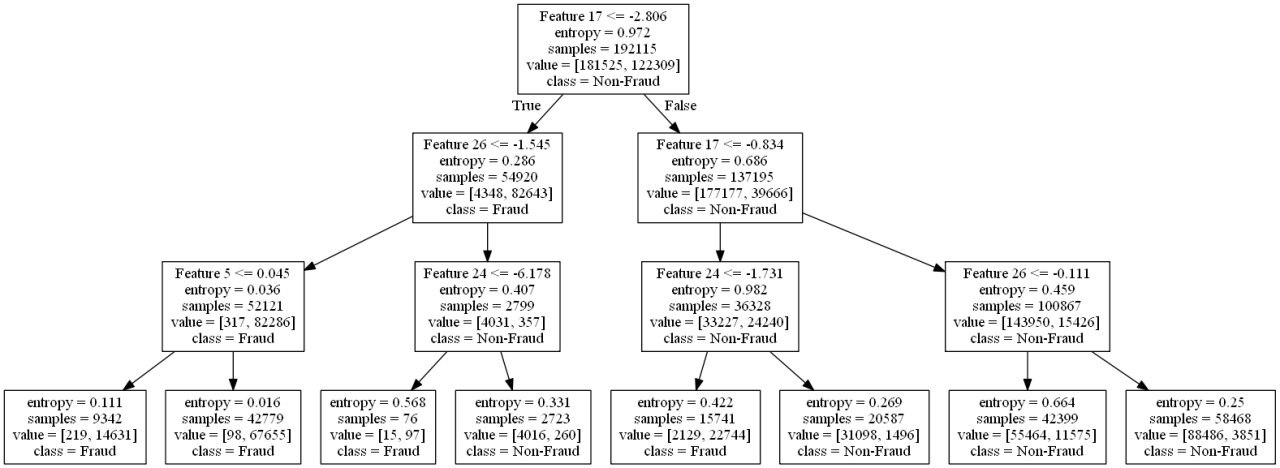 Feature 17 <= -2.806
entropy = 0.972
samples = 192115
value = [181525, 122309]
class = Non-Fraud
True
False
Feature 26 <= -1.545
entropy = 0.286
samples = 54920
value = [4348, 82643]
class = Fraud
Feature 17 <= -0.834
entropy = 0.686
samples = 137195
value = [177177, 39666]
class = Non-Fraud
Feature 5 <= 0.045
entropy = 0.036
samples = 52121
value = [317, 82286]
class = Fraud
Feature 24 <= -6.178
entropy = 0.407
samples = 2799
value = [4031, 357]
class = Non-Fraud
Feature 24 <= -1.731
entropy = 0.982
samples = 36328
value = [33227, 24240]
class = Non-Fraud
Feature 26 <= -0.111
entropy = 0.459
samples = 100867
value = [143950, 15426]
class = Non-Fraud
entropy = 0.111
samples = 9342
value = [219, 14631]
class = Fraud
entropy = 0.016
samples = 42779
value = [98, 67655]
class = Fraud
entropy = 0.568
samples = 76
value = [15, 97]
class = Fraud
entropy = 0.331
samples = 2723
value = [4016, 260]
class = Non-Fraud
entropy = 0.422
samples = 15741
value = [2129, 22744]
class = Fraud
entropy = 0.269
samples = 20587
value = [31098, 1496]
class = Non-Fraud
entropy = 0.664
samples = 42399
value = [55464, 11575]
class = Non-Fraud
entropy = 0.25
samples = 58468
value = [88486, 3851]
class = Non-Fraud